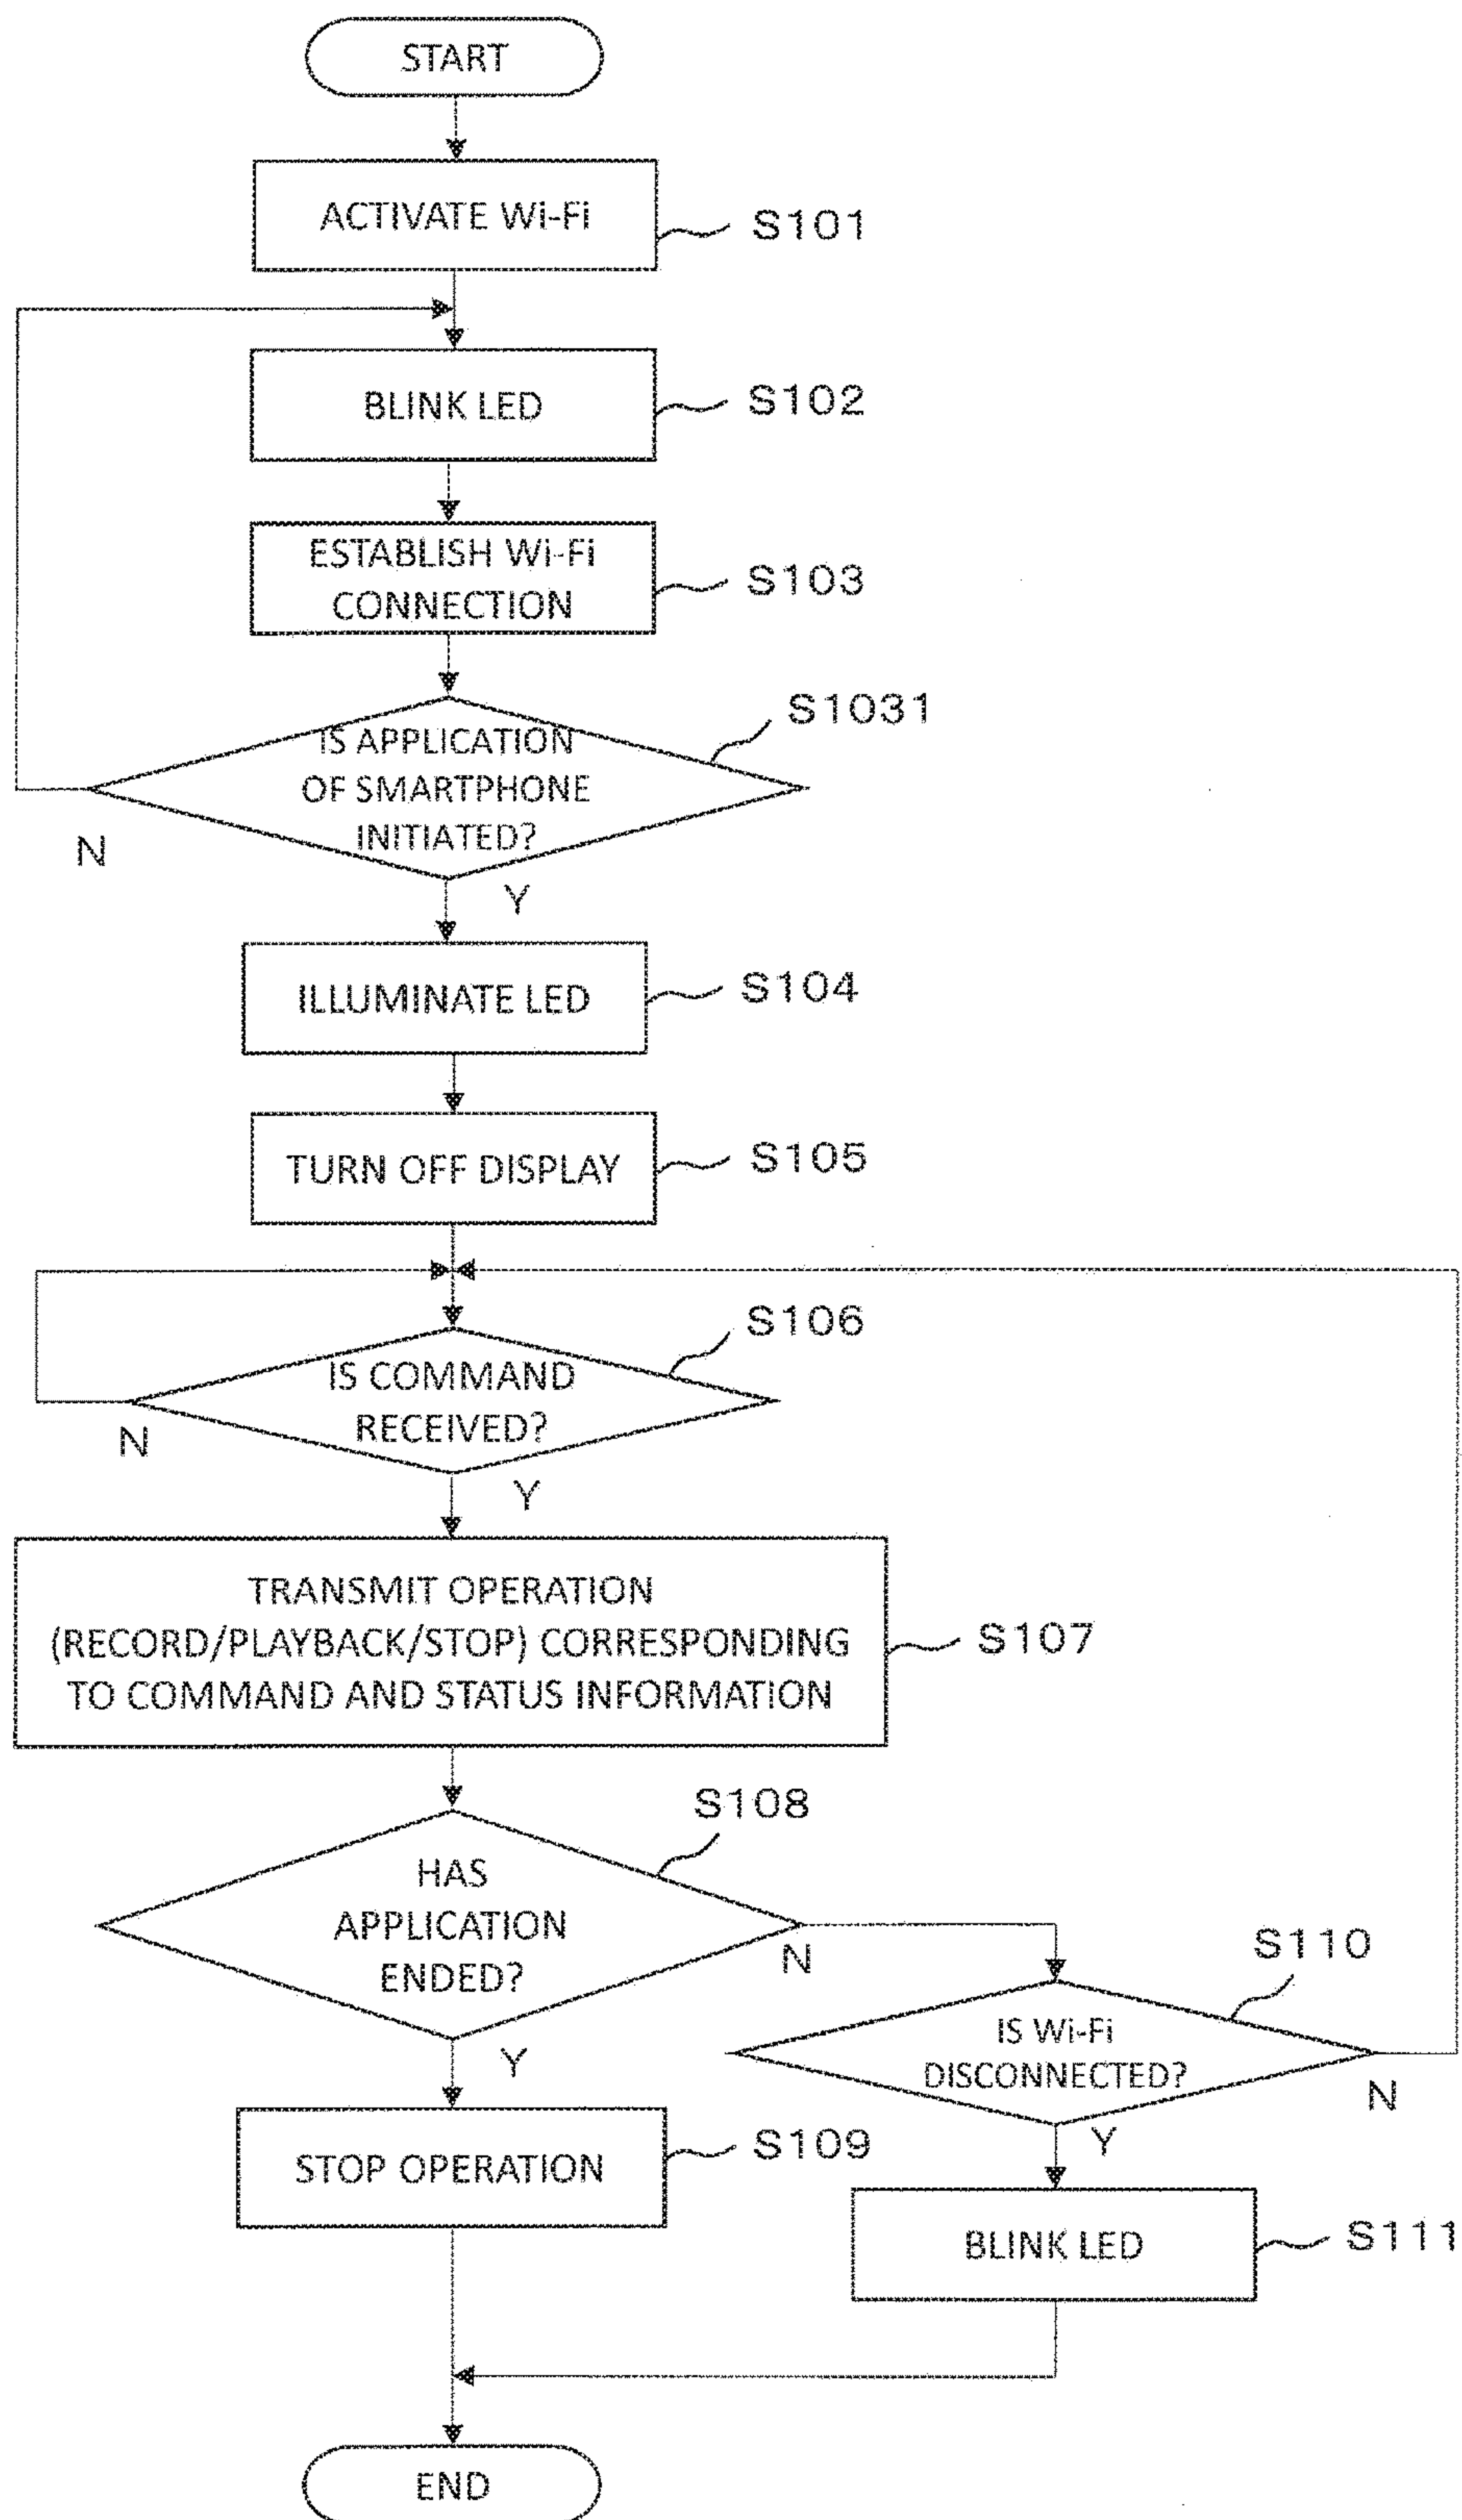 START
ACTIVATE Wi-Fi
S101
BLINK LED
S102
ESTABLISH Wi-Fi
CONNECTION
S103
S1031
IS APPLICATION
OF SMARTPHONE
INITIATED?
N
Y
ILLUMINATE LED
S104
TURN OFF DISPLAY
S105
S106
IS COMMAND
RECEIVED?
N
Y
TRANSMIT OPERATION
(RECORD/PLAYBACK/STOP) CORRESPONDING
TO COMMAND AND STATUS INFORMATION
S107
S108
HAS
APPLICATION
ENDED?
N
Y
S110
IS Wi-Fi
DISCONNECTED?
N
Y
STOP OPERATION
S109
BLINK LED
S111
END